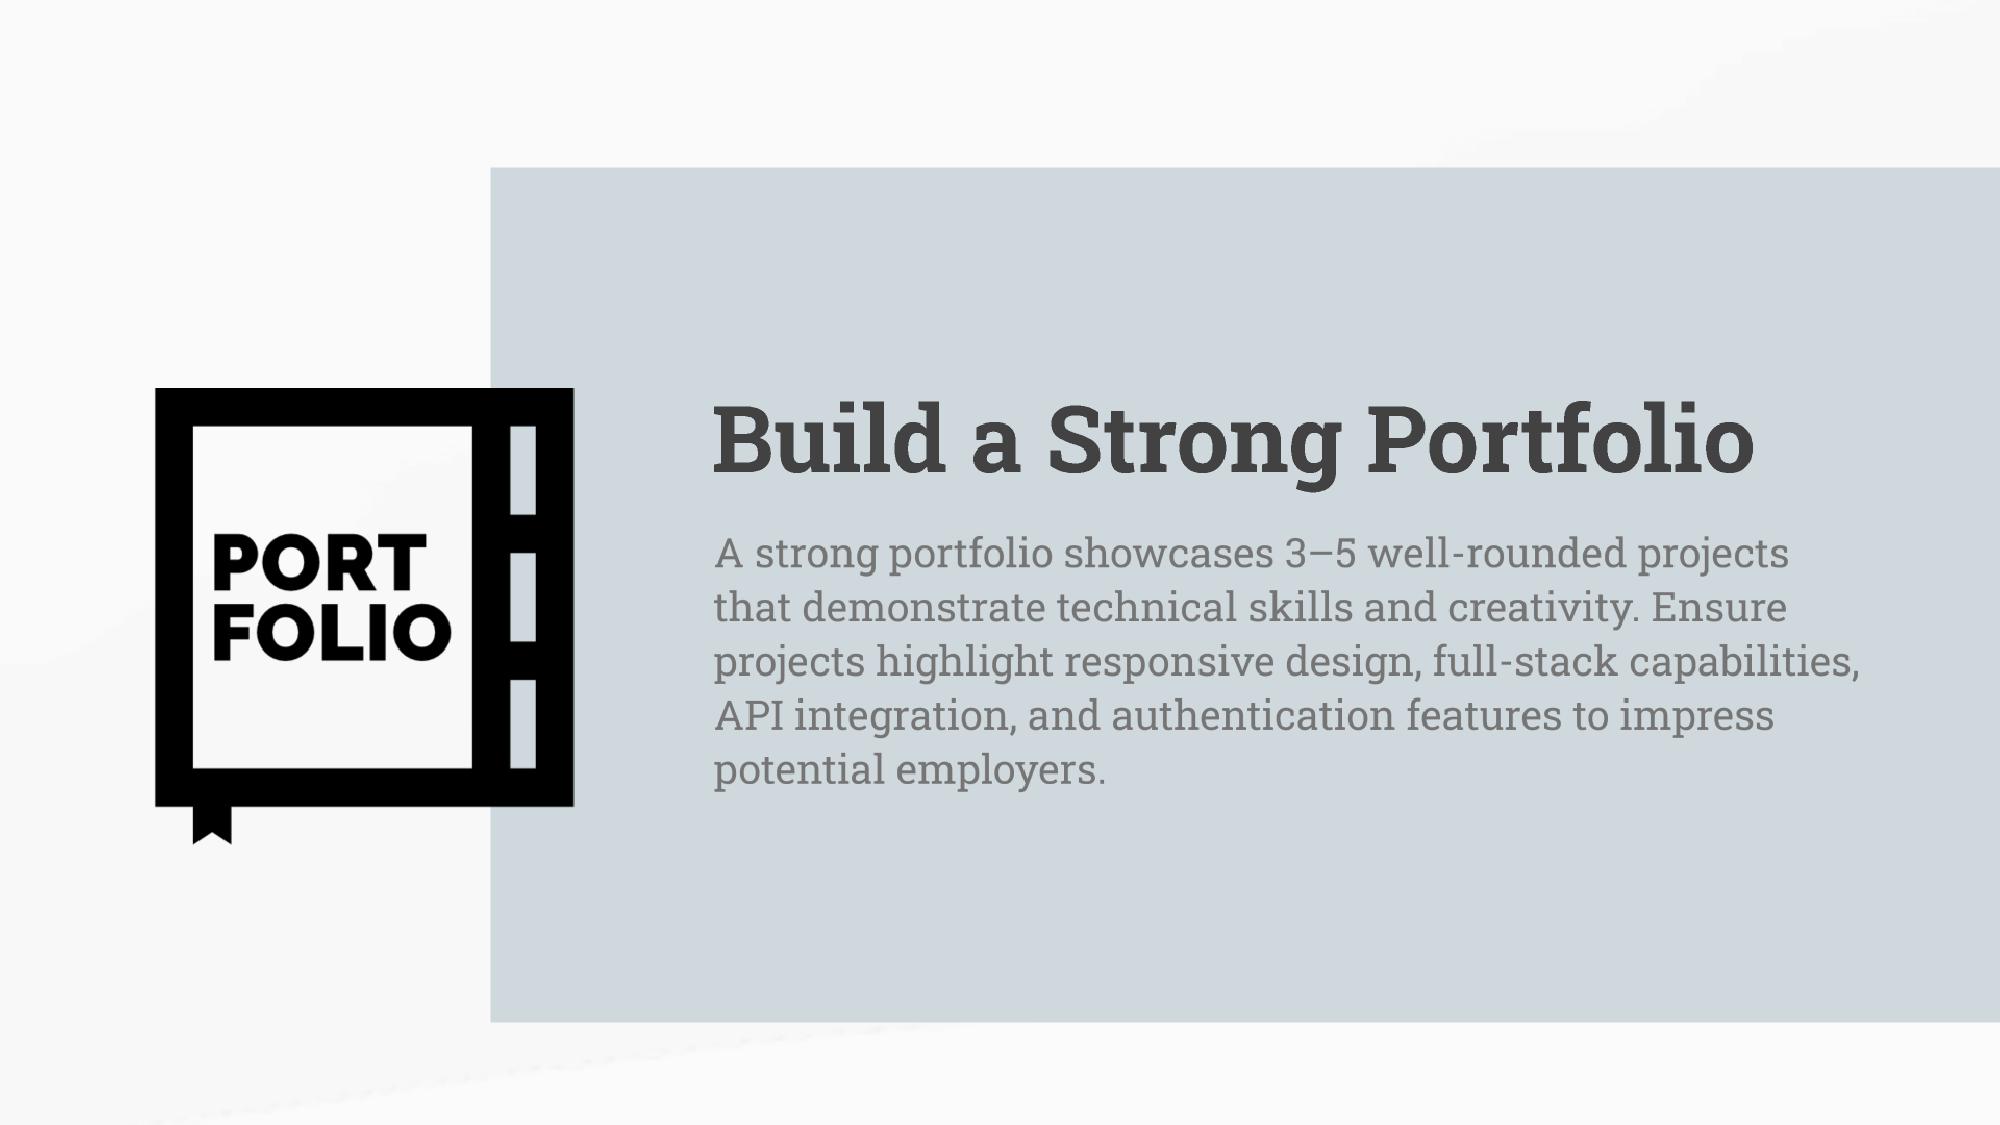 PORT
FOLIO
Build a Strong Portfolio
A strong portfolio showcases 3–5 well-rounded projects
that demonstrate technical skills and creativity. Ensure
projects highlight responsive design, full-stack capabilities,
API integration, and authentication features to impress
potential employers.